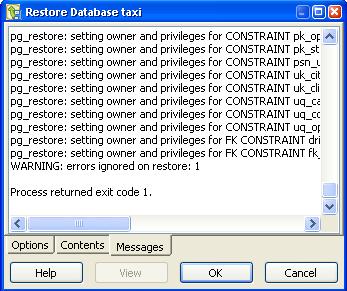 Restore Database taxi
pg_restore: setting owner and privileges for CONSTRAINT pk_op
pg_restore: setting owner and privileges for CONSTRAINT pk_st
pg_restore: setting owner and privileges for CONSTRAINT psn_u
pg_restore: setting owner and privileges for CONSTRAINT uk_cit
pg_restore: setting owner and privileges for CONSTRAINT uk_cli
pg_restore: setting owner and privileges for CONSTRAINT uq_ca
pg_restore: setting owner and privileges for CONSTRAINT uq_co
pg_restore: setting owner and privileges for CONSTRAINT uq_op
pg_restore: setting owner and privileges for FK CONSTRAINT dri
pg_restore: setting owner and privileges for FK CONSTRAINT fk_
WARNING: errors ignored on restore: 1
Process returned exit code 1.
Options Contents Messages
Help View OK Cancel